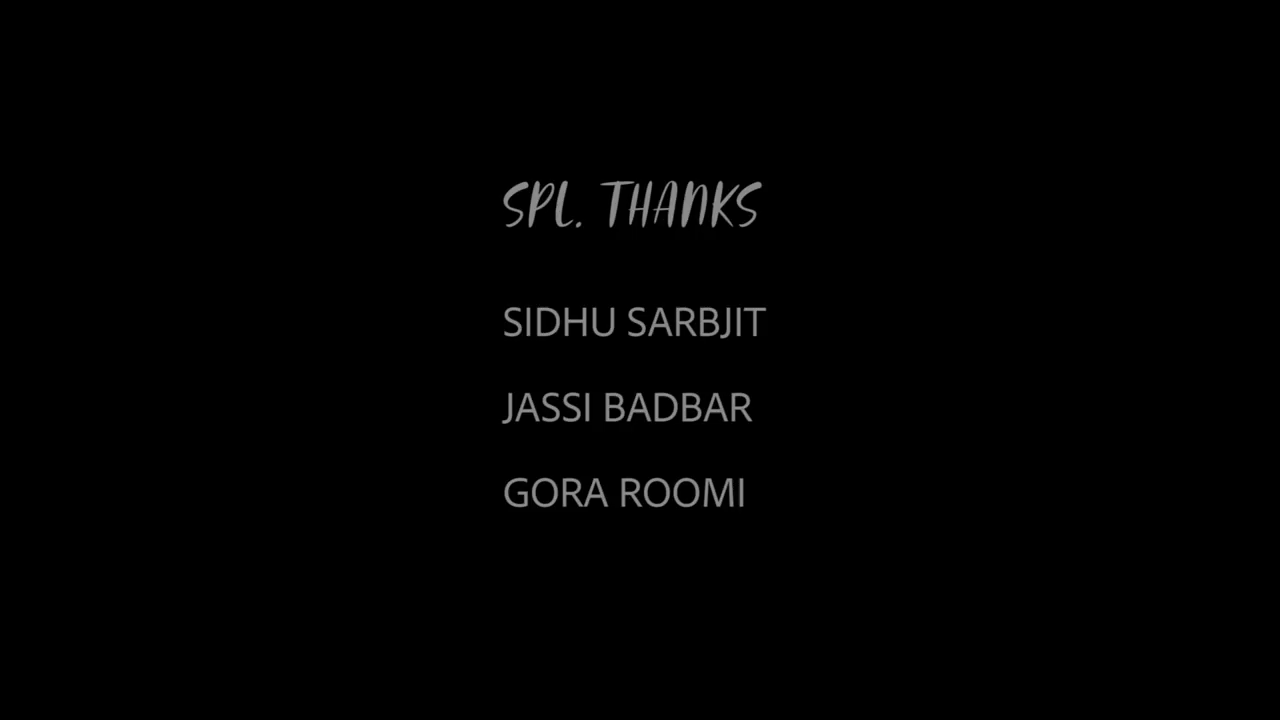 SPL. THANKS
SIDHU SARBJIT
JASSI BADBAR
GORA ROOMI